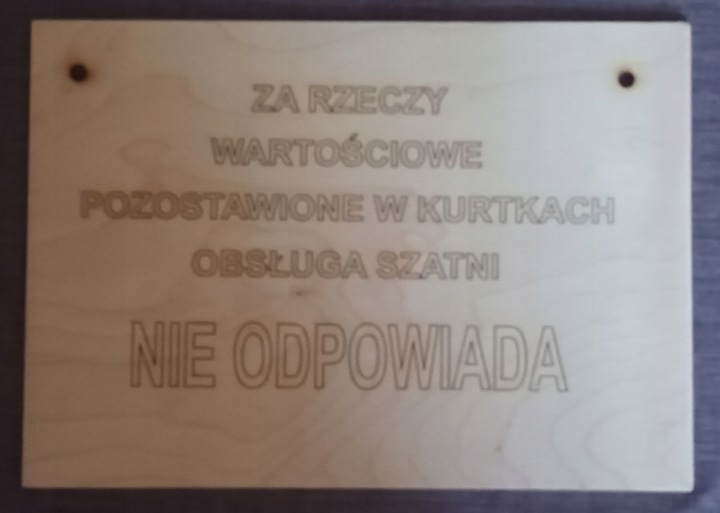 ZA RZECZY
WARTOŚCIOWE
POZOSTAWIONE W KURTKACH
OBSŁUGA SZATNI
NIE ODPOWIADA